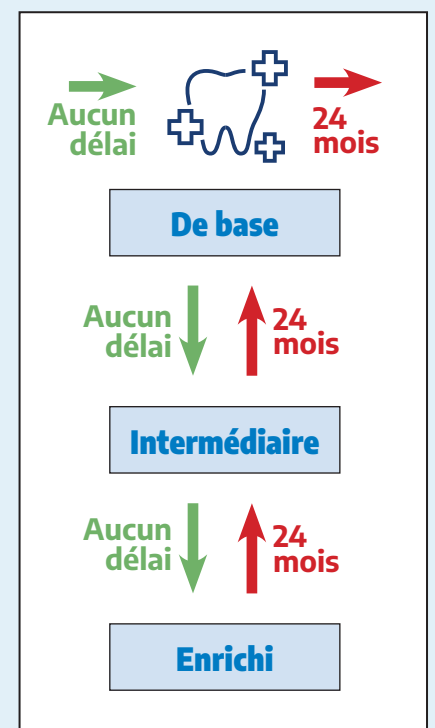 Aucun
délai
24
mois
De base
Aucun
délai
24
mois
Intermédiaire
Aucun
délai
24
mois
Enrichi